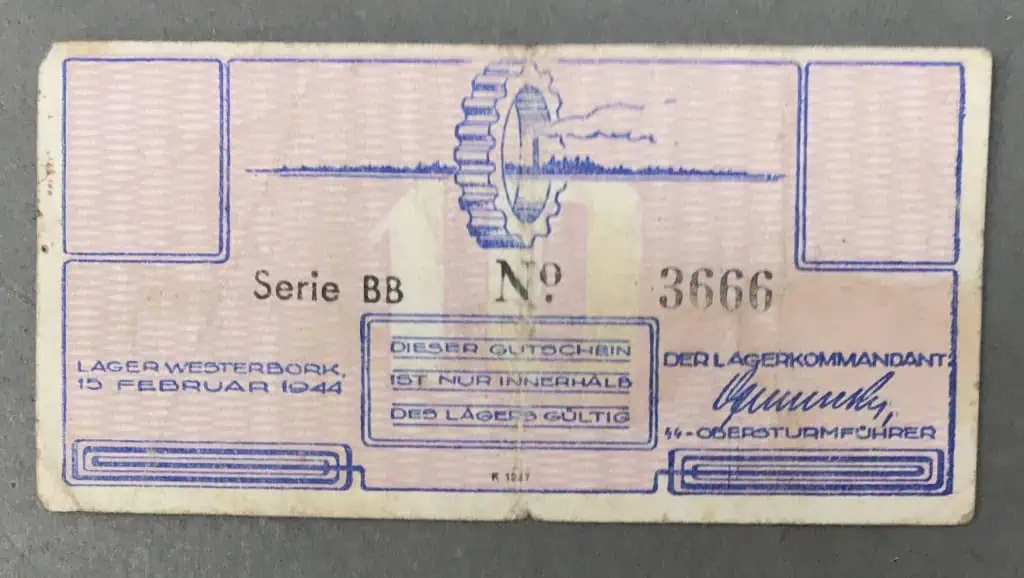 Serie BB Nº 3666
LAGER WESTERBORK,
15 FEBRUAR 1944
DIESER GUTSCHEIN
IST NUR INNERHALB
DES LAGERS GÜLTIG
DER LAGERKOMMANDANT:
SS-OBERSTURMFÜHRER